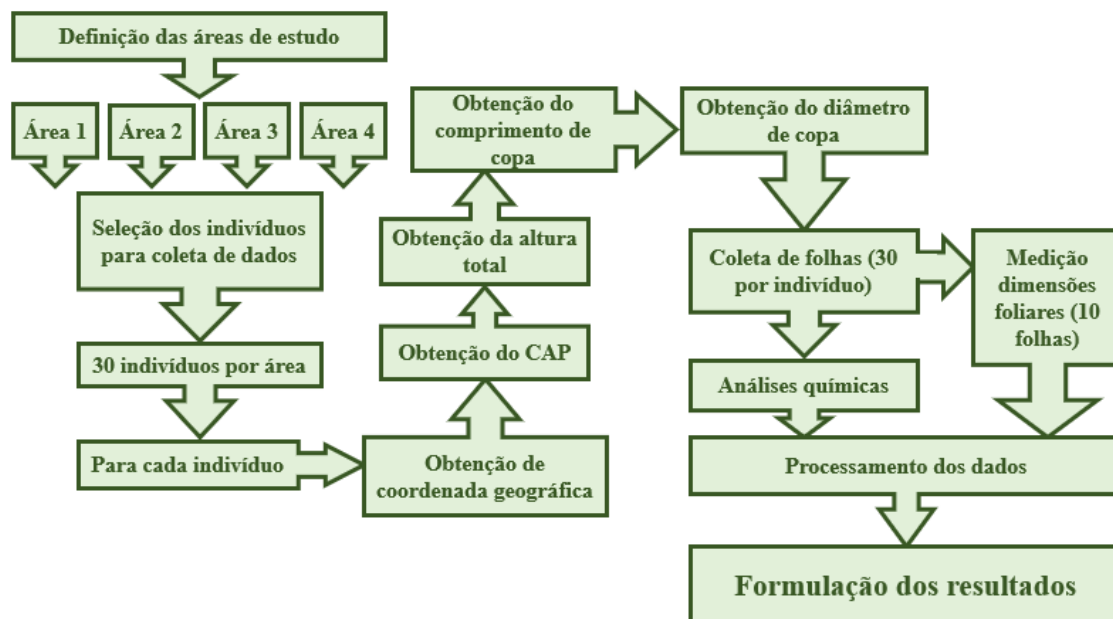 Definição das áreas de estudo
Área 1
Área 2
Área 3
Área 4
Seleção dos indivíduos
para coleta de dados
30 indivíduos por área
Para cada indivíduo
Obtenção de
coordenada geográfica
Obtenção do CAP
Obtenção da altura
total
Obtenção do
comprimento de
copa
Obtenção do diâmetro
de copa
Coleta de folhas (30
por indivíduo)
Medição
dimensões
foliares (10
folhas)
Análises químicas
Processamento dos dados
Formulação dos resultados